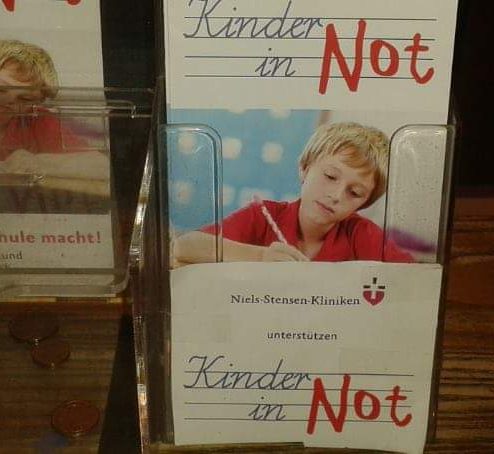 Kinder
in Not
hule macht!
und
Niels-Stensen-Kliniken
unterstützen
Kinder
in Not